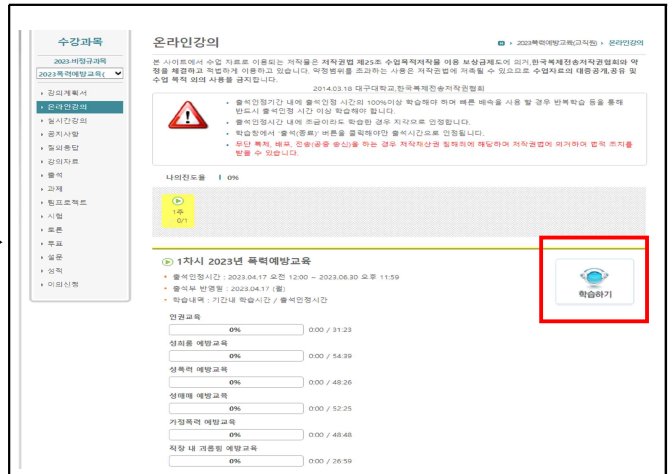 수강과목
2023-비정규과목
2023폭력예방교육(
강의계획서
온라인강의
실시간강의
공지사항
질의응답
강의자료
출석
과제
팀프로젝트
시험
토론
투표
설문
성적
이의신청
온라인강의
2023폭력예방교육(교직원) > 온라인강의
본 사이트에서 수업 자료로 이용되는 저작물은 저작권법 제25조 수업목적저작물 이용 보상금제도에 의거,한국복제전송저작권협회와 약
정을 체결하고 적법하게 이용하고 있습니다. 약정범위를 초과하는 사용은 저작권법에 저촉될 수 있으므로 수업자료의 대중공개,공유 및
수업 목적 외의 사용을 금지합니다.
2014.03.18 대구대학교,한국복제전송저작권협회
출석인정기간 내에 출석인정 시간의 100%이상 학습해야 하며 빠른 배속을 사용 할 경우 반복학습 등을 통해
반드시 출석인정 시간 이상 학습해야 합니다.
출석인정시간 내에 조금이라도 학습한 경우 지각으로 인정합니다.
학습창에서 '출석(종료)' 버튼을 클릭해야만 출석시간으로 인정됩니다.
무단 복제, 배포, 전송(공중 송신)을 하는 경우 저작재산권 침해죄에 해당하며 저작권법에 의거하여 법적 조치를
받을 수 있습니다.
나의진도율 | 0%
1주
0/1
1차시 2023년 폭력예방교육
출석인정시간 : 2023.04.17 오전 12:00 ~ 2023.06.30 오후 11:59
출석부 반영일 : 2023.04.17 (월)
학습내역 : 기간내 학습시간 / 출석인정시간
학습하기
인권교육
0% 0:00 / 31:23
성희롱 예방교육
0% 0:00 / 54:39
성폭력 예방교육
0% 0:00 / 48:26
성매매 예방교육
0% 0:00 / 52:25
가정폭력 예방교육
0% 0:00 / 48:48
직장 내 괴롭힘 예방교육
0% 0:00 / 26:59